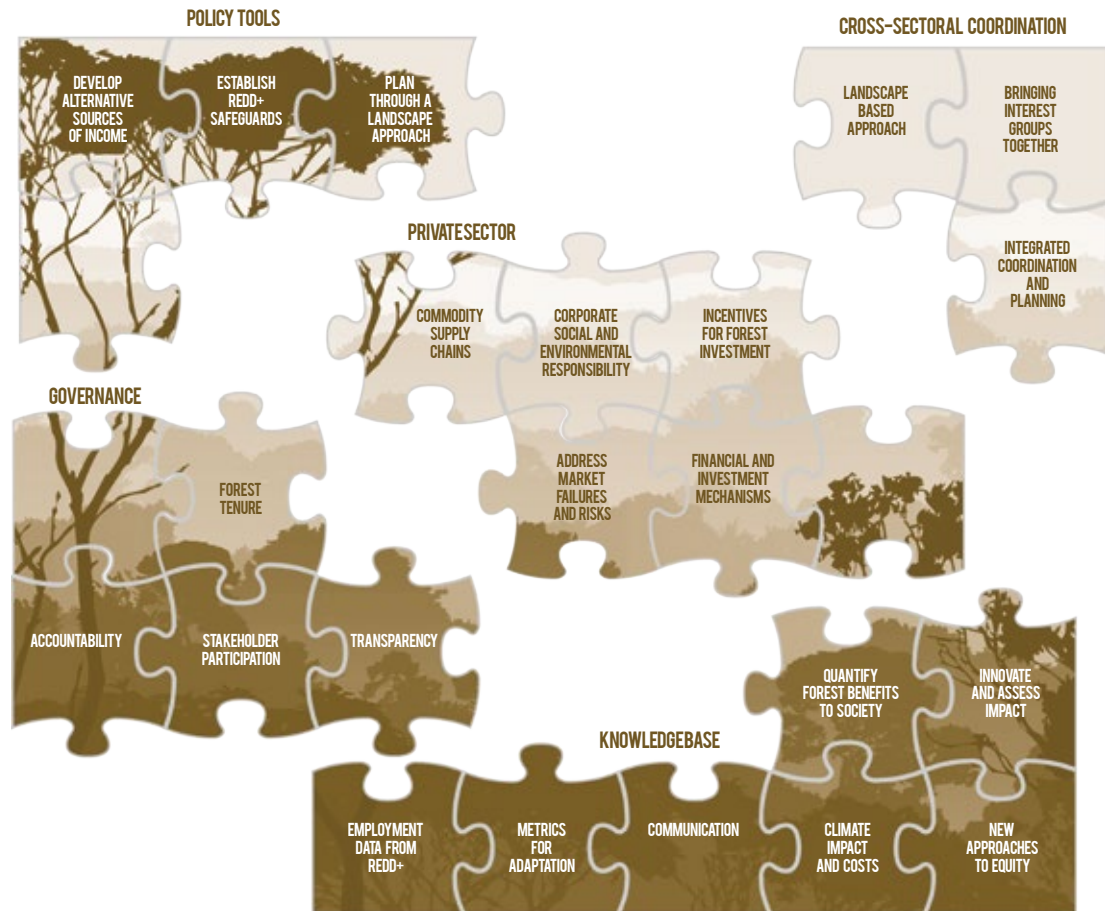 POLICY TOOLS
DEVELOP
ALTERNATIVE
SOURCES
OF INCOME
ESTABLISH
REDD+
SAFEGUARDS
PLAN
THROUGH A
LANDSCAPE
APPROACH
CROSS-SECTORAL COORDINATION
LANDSCAPE
BASED
APPROACH
BRINGING
INTEREST
GROUPS
TOGETHER
INTEGRATED
COORDINATION
AND
PLANNING
PRIVATE SECTOR
COMMODITY
SUPPLY
CHAINS
CORPORATE
SOCIAL AND
ENVIRONMENTAL
RESPONSIBILITY
INCENTIVES
FOR FOREST
INVESTMENT
ADDRESS
MARKET
FAILURES
AND RISKS
FINANCIAL AND
INVESTMENT
MECHANISMS
GOVERNANCE
FOREST
TENURE
ACCOUNTABILITY
STAKEHOLDER
PARTICIPATION
TRANSPARENCY
KNOWLEDGE BASE
QUANTIFY
FOREST BENEFITS
TO SOCIETY
INNOVATE
AND ASSESS
IMPACT
EMPLOYMENT
DATA FROM
REDD+
METRICS
FOR
ADAPTATION
COMMUNICATION
CLIMATE
IMPACT
AND COSTS
NEW
APPROACHES
TO EQUITY